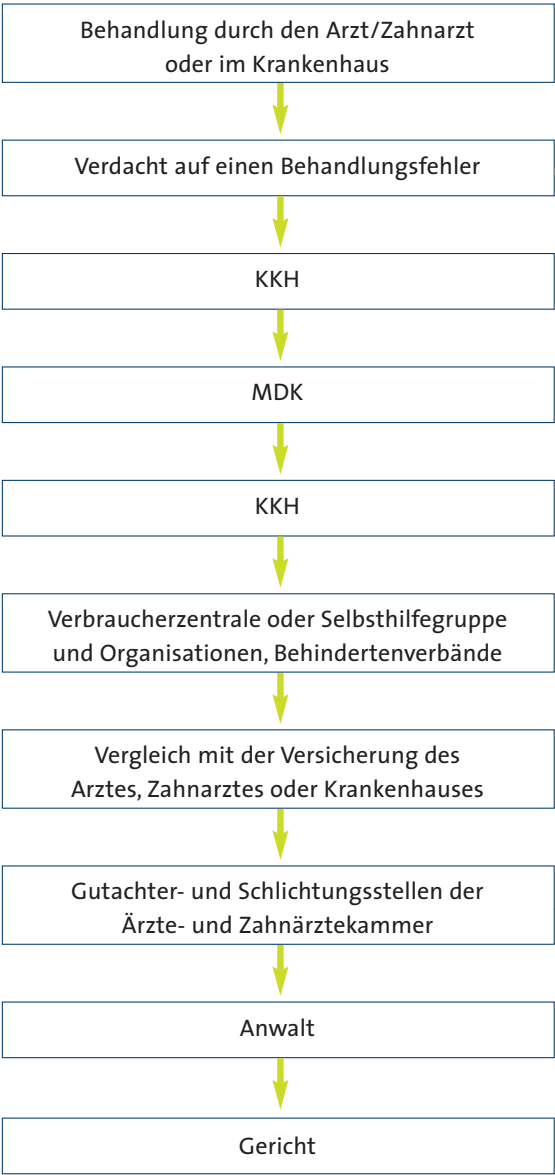 Behandlung durch den Arzt/Zahnarzt
oder im Krankenhaus
Verdacht auf einen Behandlungsfehler
KKH
MDK
KKH
Verbraucherzentrale oder Selbsthilfegruppe
und Organisationen, Behindertenverbände
Vergleich mit der Versicherung des
Arztes, Zahnarztes oder Krankenhauses
Gutachter- und Schlichtungsstellen der
Ärzte- und Zahnärztekammer
Anwalt
Gericht